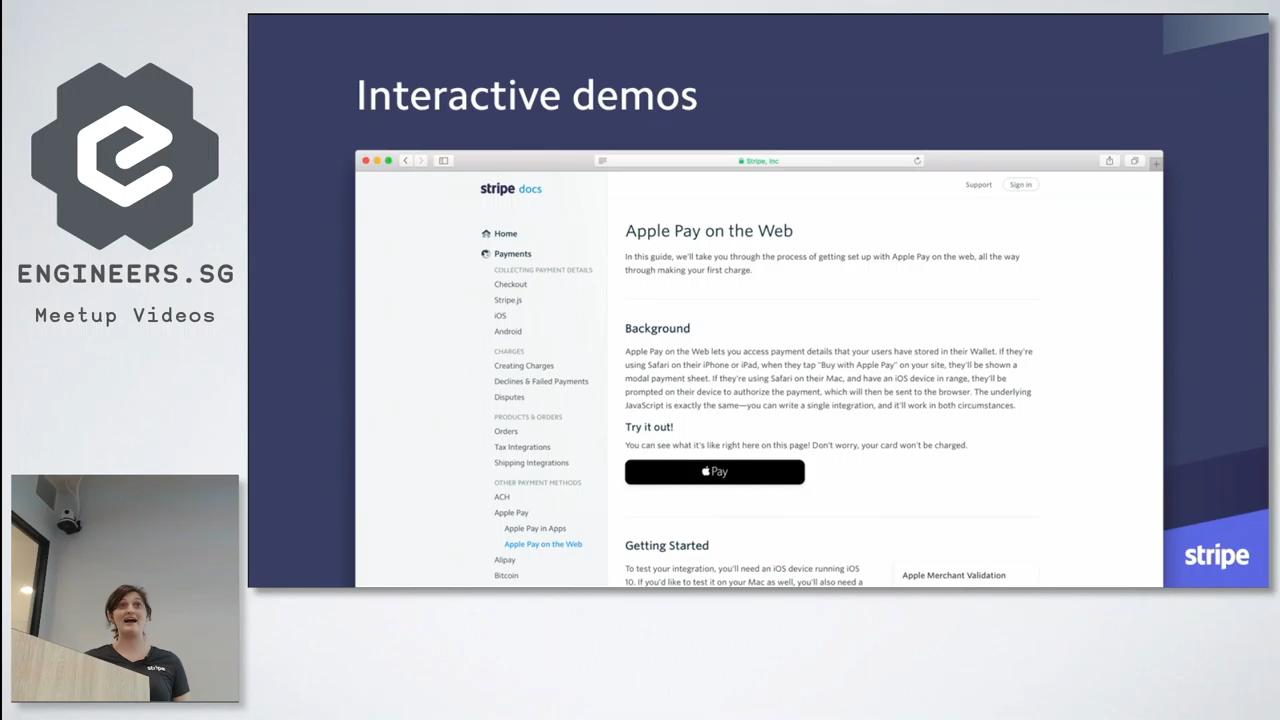 ENGINEERS.SG
Meetup Videos
Interactive demos
Stripe, Inc
stripe docs
Support
Sign in
Home
Payments
COLLECTING PAYMENT DETAILS
Checkout
Stripe.js
iOS
Android
CHARGES
Creating Charges
Declines & Failed Payments
Disputes
PRODUCTS & ORDERS
Orders
Tax Integrations
Shipping Integrations
OTHER PAYMENT METHODS
ACH
Apple Pay
Apple Pay in Apps
Apple Pay on the Web
Alipay
Bitcoin
Apple Pay on the Web
In this guide, we'll take you through the process of getting set up with Apple Pay on the web, all the way
through making your first charge.
Background
Apple Pay on the Web lets you access payment details that your users have stored in their Wallet. If they're
using Safari on their iPhone or iPad, when they tap "Buy with Apple Pay" on your site, they'll be shown a
modal payment sheet. If they're using Safari on their Mac, and have an iOS device in range, they'll be
prompted on their device to authorize the payment, which will then be sent to the browser. The underlying
JavaScript is exactly the same—you can write a single integration, and it'll work in both circumstances.
Try it out!
You can see what it's like right here on this page! Don't worry, your card won't be charged.
Pay
Getting Started
To test your integration, you'll need an iOS device running iOS
10. If you'd like to test it on your Mac as well, you'll also need a
Apple Merchant Validation
stripe
stripe